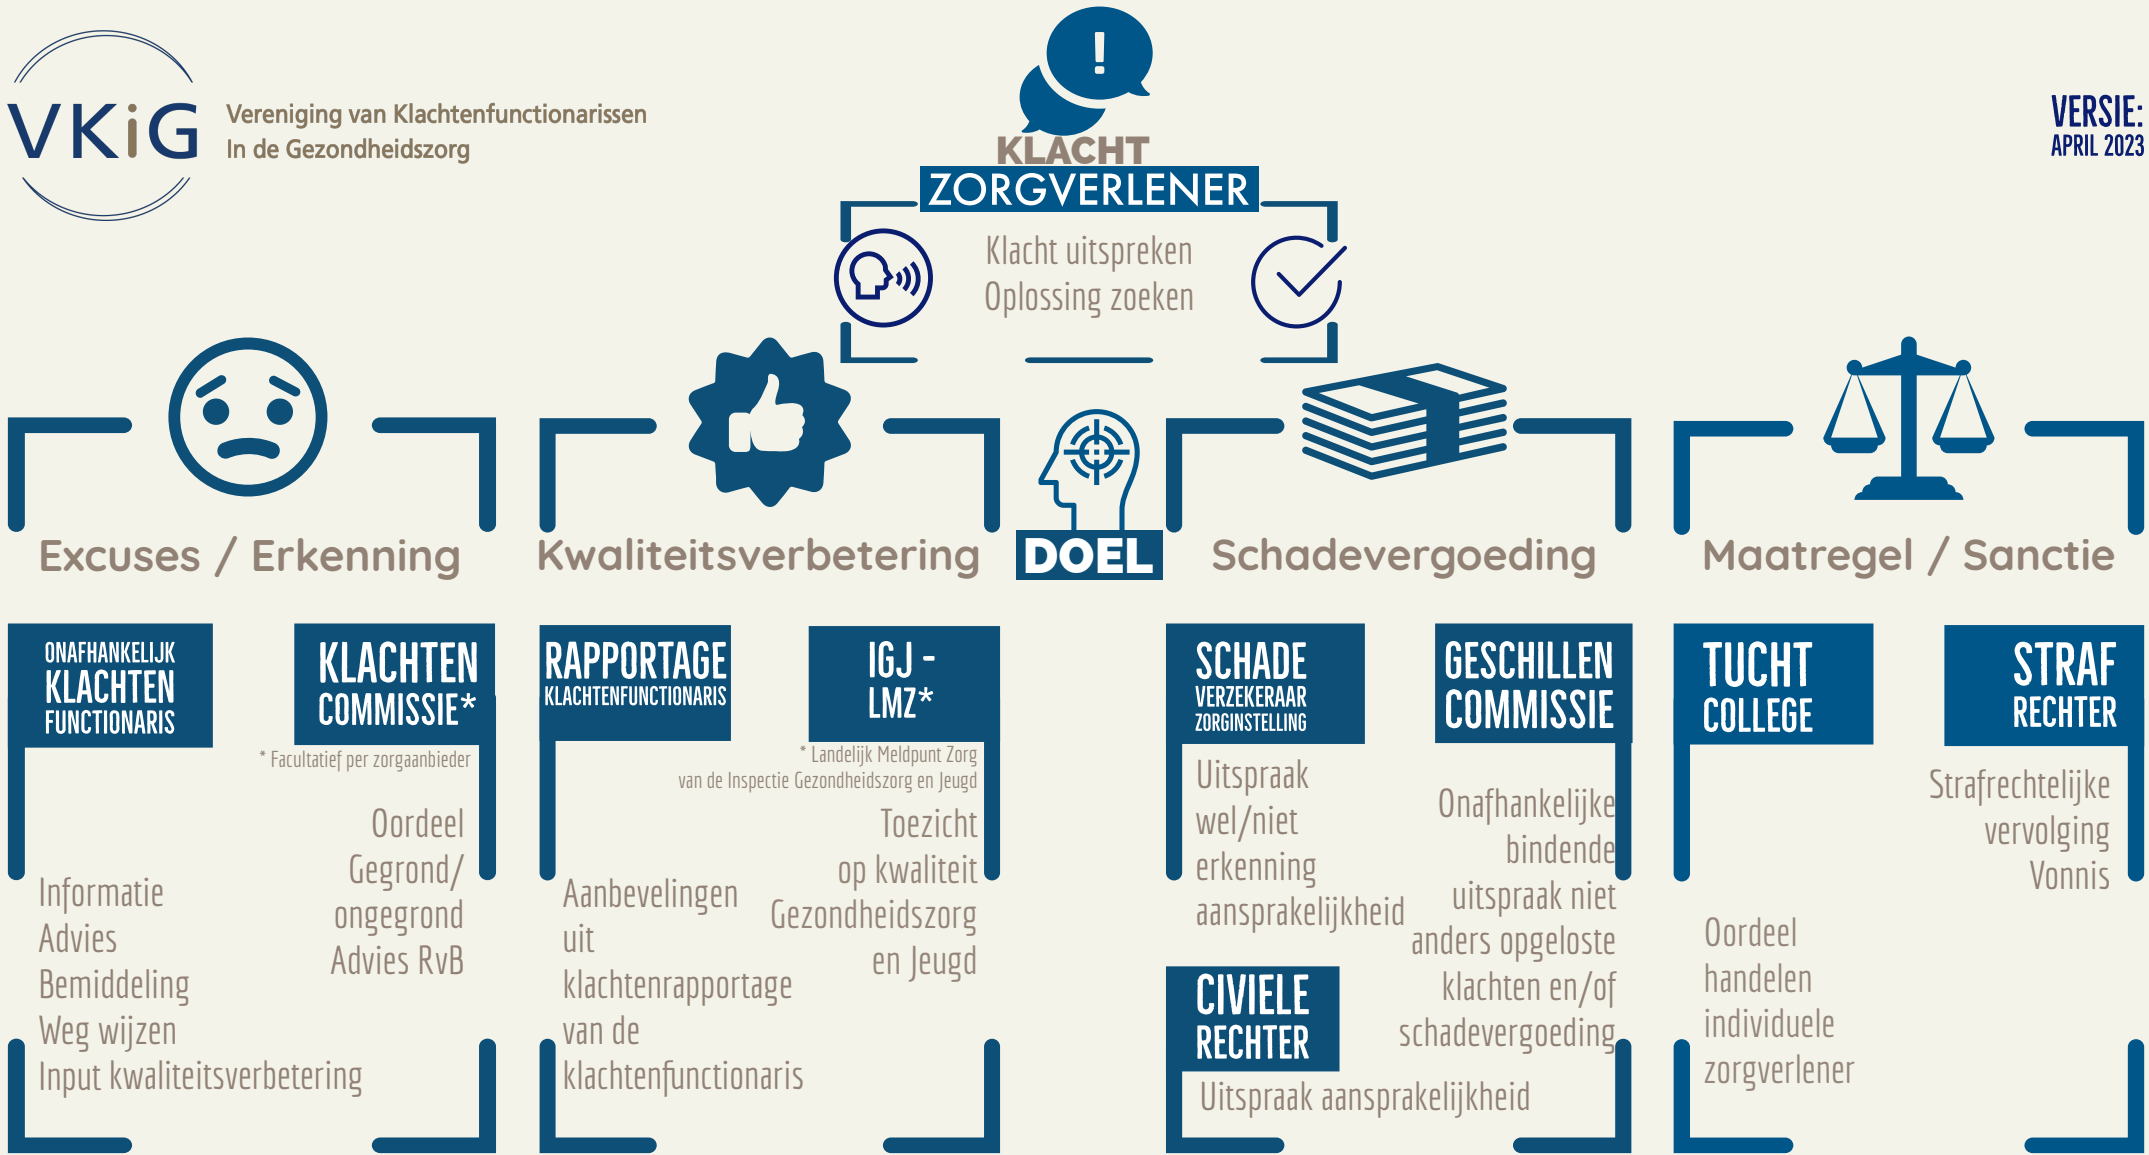 VKiG
Vereniging van Klachtenfunctionarissen
In de Gezondheidszorg
!
KLACHT
ZORGVERLENER
Klacht uitspreken
Oplossing zoeken
VERSIE:
APRIL 2023
DOEL
Excuses / Erkenning
ONAFHANKELIJK
KLACHTEN
FUNCTIONARIS
Informatie
Advies
Bemiddeling
Weg wijzen
Input kwaliteitsverbetering
KLACHTEN
COMMISSIE*
* Facultatief per zorgaanbieder
Oordeel
Gegrond/
ongegrond
Advies RvB
Kwaliteitsverbetering
RAPPORTAGE
KLACHTENFUNCTIONARIS
Aanbevelingen
uit
klachtenrapportage
van de
klachtenfunctionaris
IGJ -
LMZ*
* Landelijk Meldpunt Zorg
van de Inspectie Gezondheidszorg en Jeugd
Toezicht
op kwaliteit
Gezondheidszorg
en Jeugd
Schadevergoeding
SCHADE
VERZEKERAAR
ZORGINSTELLING
Uitspraak
wel/niet
erkenning
aansprakelijkheid
CIVIELE
RECHTER
Uitspraak aansprakelijkheid
GESCHILLEN
COMMISSIE
Onafhankelijke
bindende
uitspraak niet
anders opgeloste
klachten en/of
schadevergoeding
Maatregel / Sanctie
TUCHT
COLLEGE
Oordeel
handelen
individuele
zorgverlener
STRAF
RECHTER
Strafrechtelijke
vervolging
Vonnis